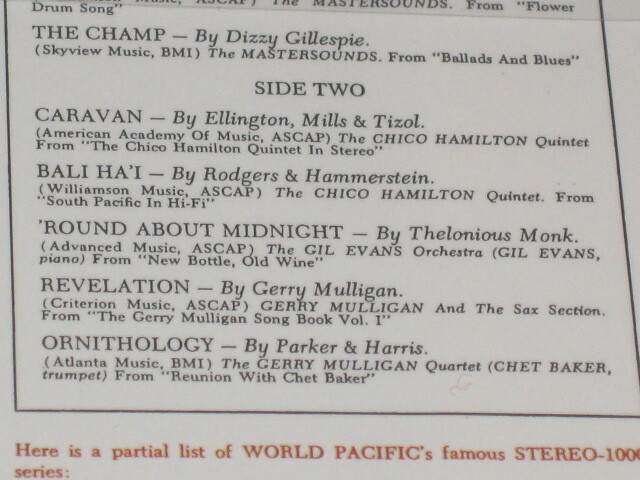 Music, ASCAP) The MASTERSOUNDS. From "Flower
Drum Song"
THE CHAMP — By Dizzy Gillespie.
(Skyview Music, BMI) The MASTERSOUNDS. From "Ballads And Blues"
SIDE TWO
CARAVAN — By Ellington, Mills & Tizol.
(American Academy Of Music, ASCAP) The CHICO HAMILTON Quintet
From "The Chico Hamilton Quintet In Stereo"
BALI HA'I — By Rodgers & Hammerstein.
(Williamson Music, ASCAP) The CHICO HAMILTON Quintet. From
"South Pacific In Hi-Fi"
'ROUND ABOUT MIDNIGHT — By Thelonious Monk.
(Advanced Music, ASCAP) The GIL EVANS Orchestra (GIL EVANS,
piano) From "New Bottle, Old Wine"
REVELATION — By Gerry Mulligan.
(Criterion Music, ASCAP) GERRY MULLIGAN And The Sax Section.
From "The Gerry Mulligan Song Book Vol. I"
ORNITHOLOGY — By Parker & Harris.
(Atlanta Music, BMI) The GERRY MULLIGAN Quartet (CHET BAKER,
trumpet) From "Reunion With Chet Baker"
Here is a partial list of WORLD PACIFIC's famous STEREO-100
series: